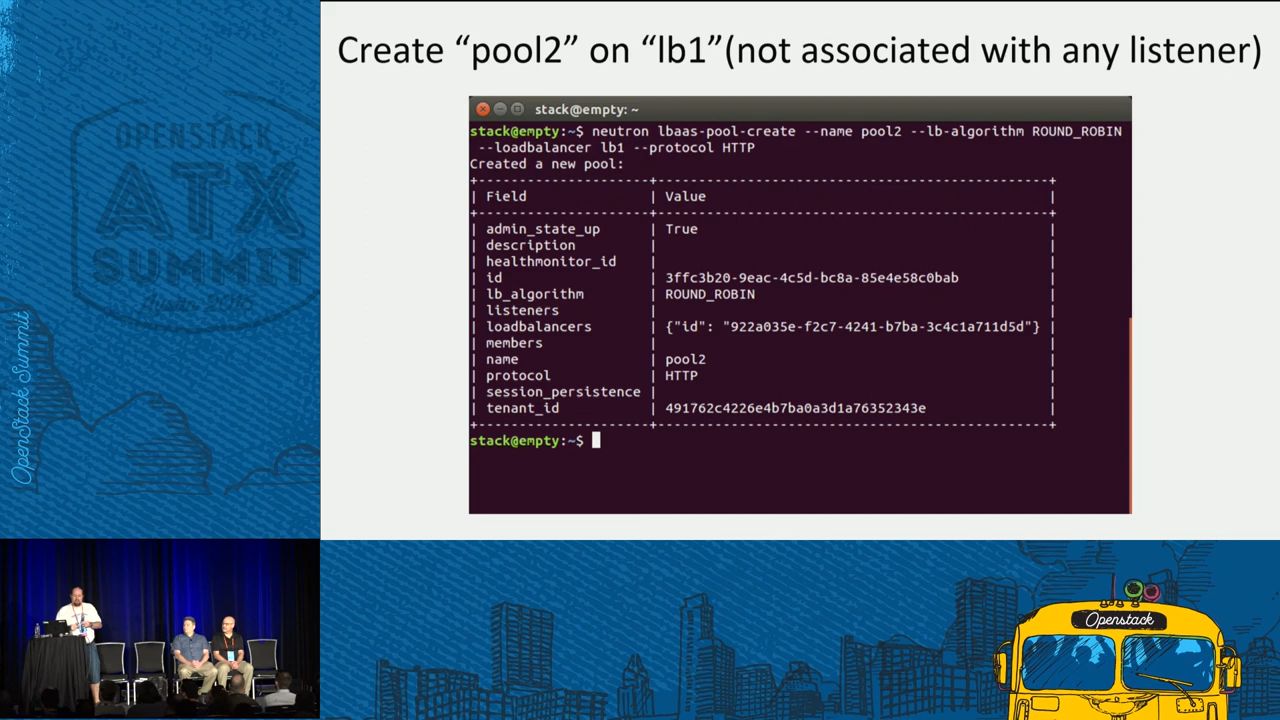 Create “pool2” on “lb1”(not associated with any listener)
stack@empty: ~
stack@empty:~$ neutron lbaas-pool-create --name pool2 --lb-algorithm ROUND_ROBIN
--loadbalancer lb1 --protocol HTTP
Created a new pool:
+---------------------+------------------------------------------------+
| Field | Value |
+---------------------+------------------------------------------------+
| admin_state_up | True |
| description | |
| healthmonitor_id | |
| id | 3ffc3b20-9eac-4c5d-bc8a-85e4e58c0bab |
| lb_algorithm | ROUND_ROBIN |
| listeners | |
| loadbalancers | {"id": "922a035e-f2c7-4241-b7ba-3c4c1a711d5d"} |
| members | |
| name | pool2 |
| protocol | HTTP |
| session_persistence | |
| tenant_id | 491762c4226e4b7ba0a3d1a76352343e |
+---------------------+------------------------------------------------+
stack@empty:~$
OPENSTACK
ATX
SUMMIT
Austin 2016
OpenStack Summit
Openstack